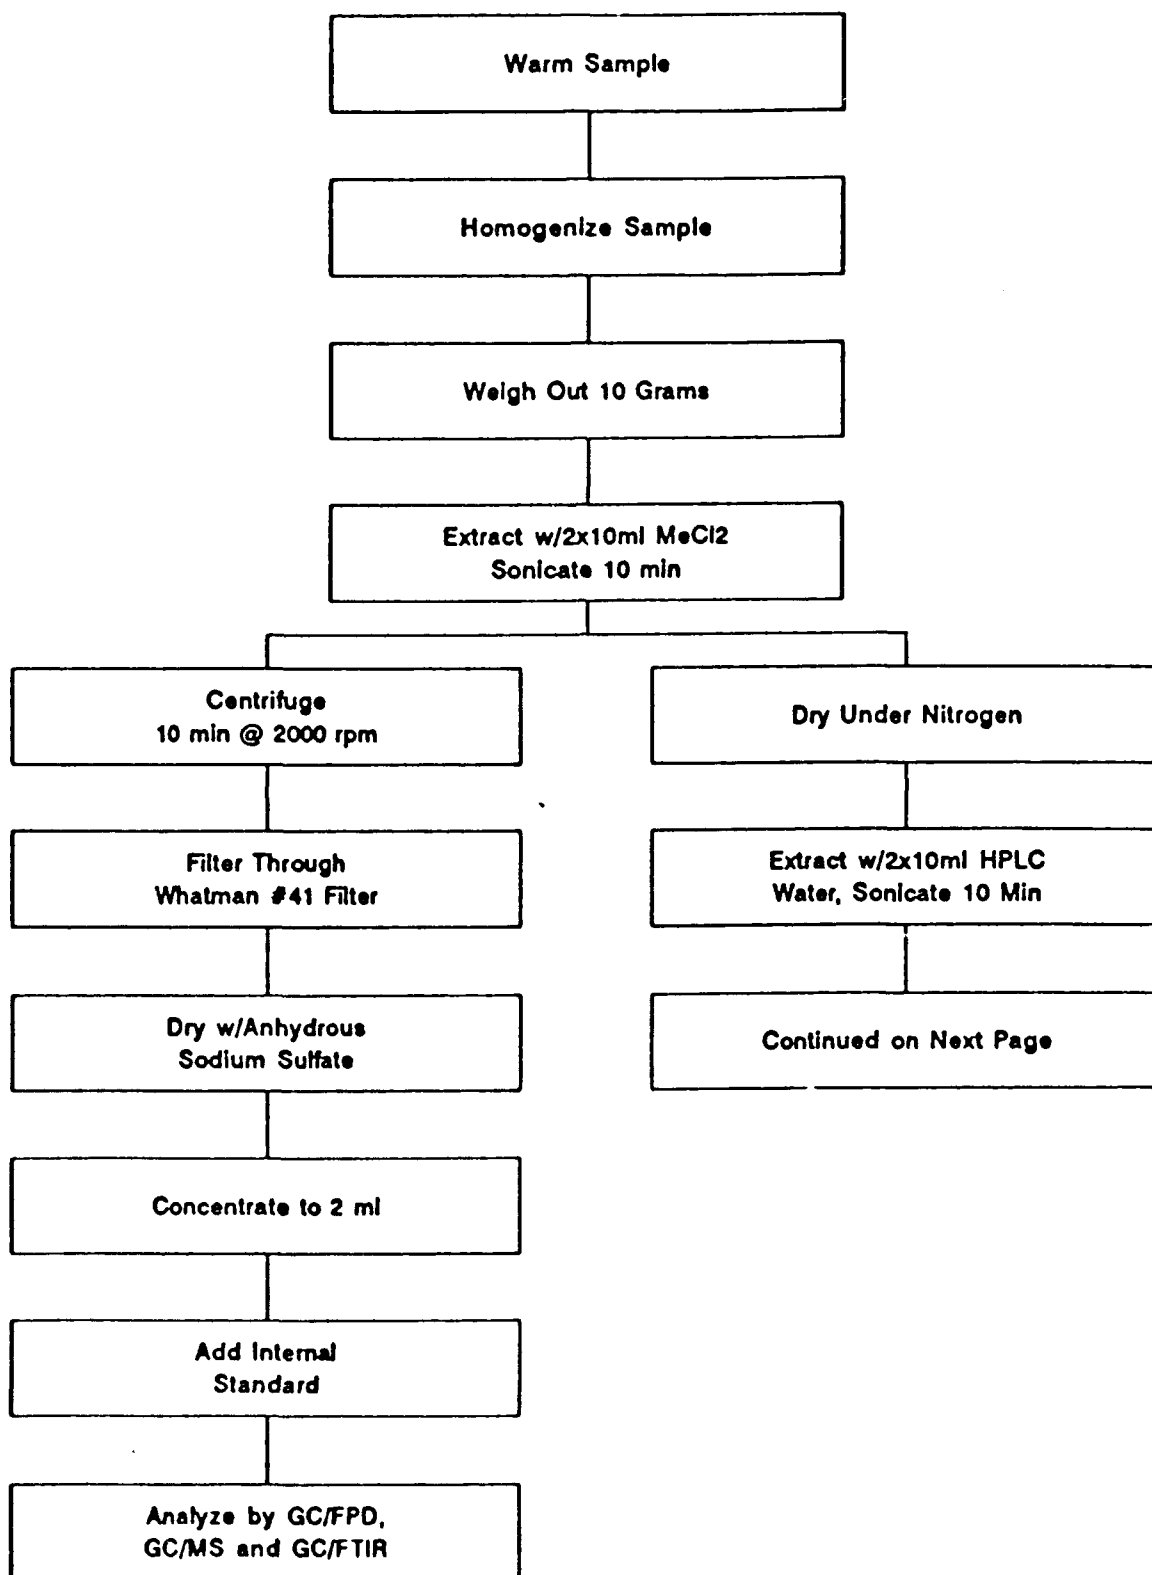 Warm Sample
Homogenize Sample
Weigh Out 10 Grams
Extract w/2x10ml MeCl2
Sonicate 10 min
Centrifuge
10 min @ 2000 rpm
Filter Through
Whatman #41 Filter
Dry w/Anhydrous
Sodium Sulfate
Concentrate to 2 ml
Add Internal
Standard
Analyze by GC/FPD,
GC/MS and GC/FTIR
Dry Under Nitrogen
Extract w/2x10ml HPLC
Water, Sonicate 10 Min
Continued on Next Page